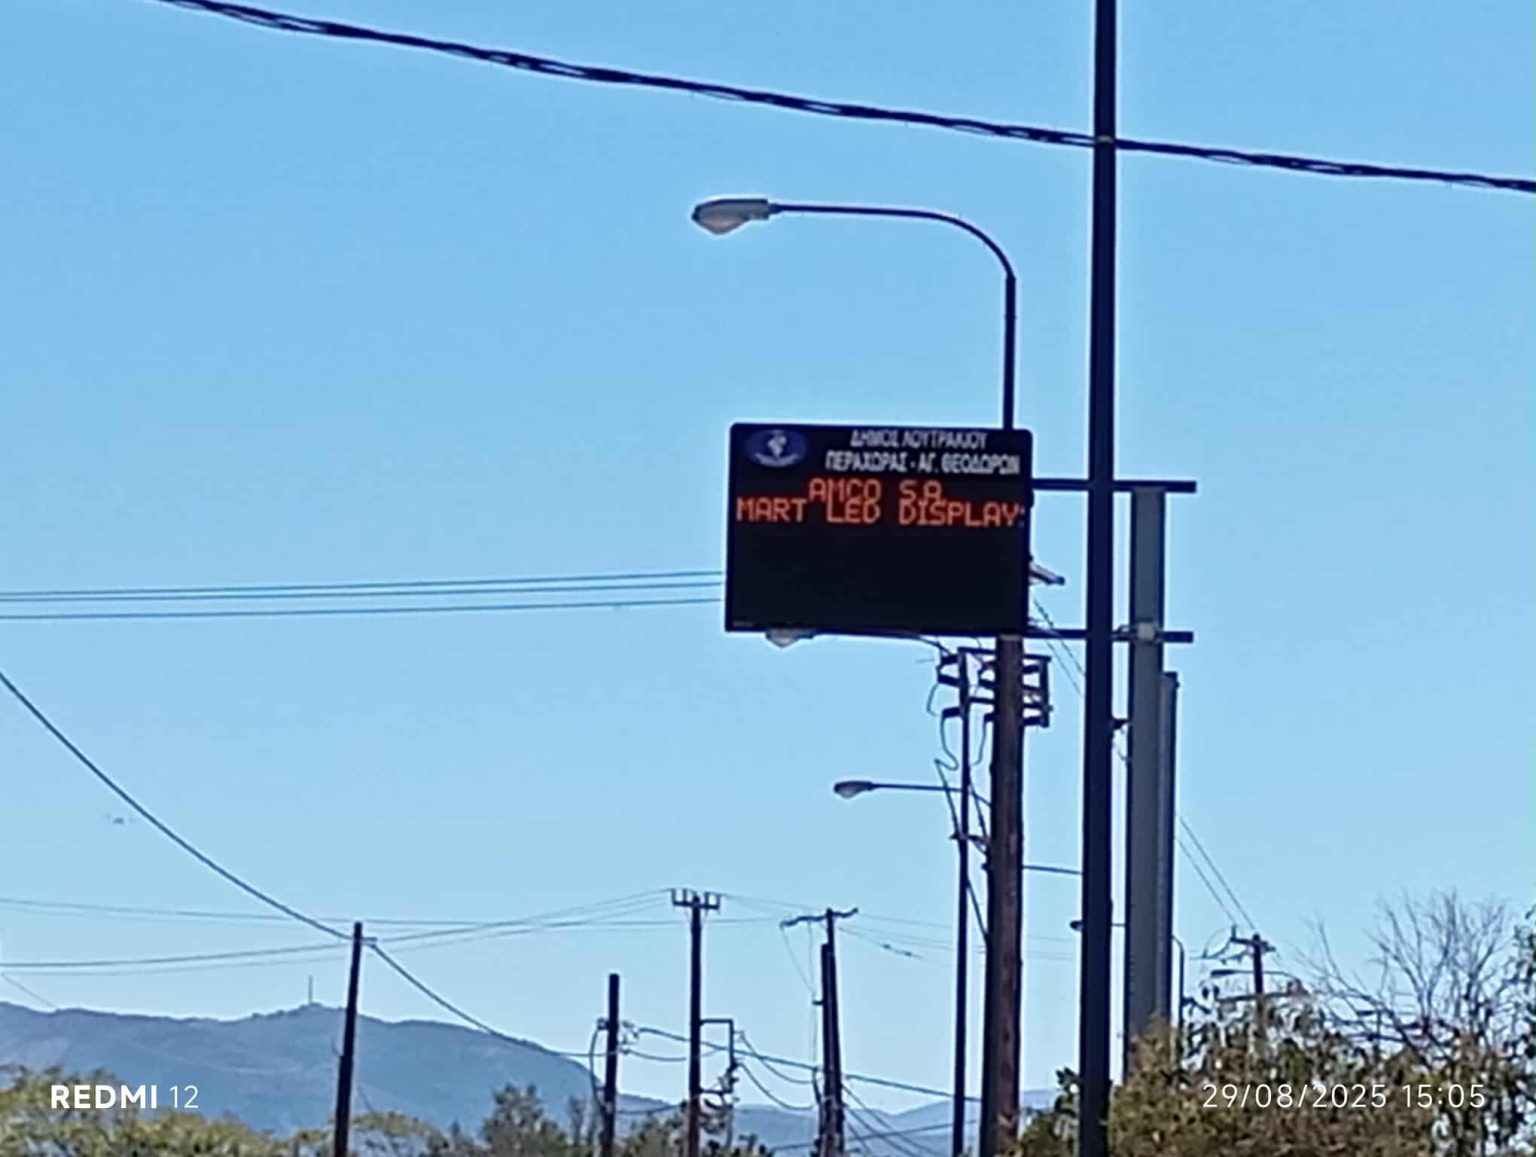 ΔΗΜΟΣ ΛΟΥΤΡΑΚΙΟΥ
ΠΕΡΑΧΩΡΑΣ - ΑΓ. ΘΕΟΔΩΡΩΝ
AMCO S.A.
MART LED DISPLAY
REDMI 12
29/08/2025 15:05